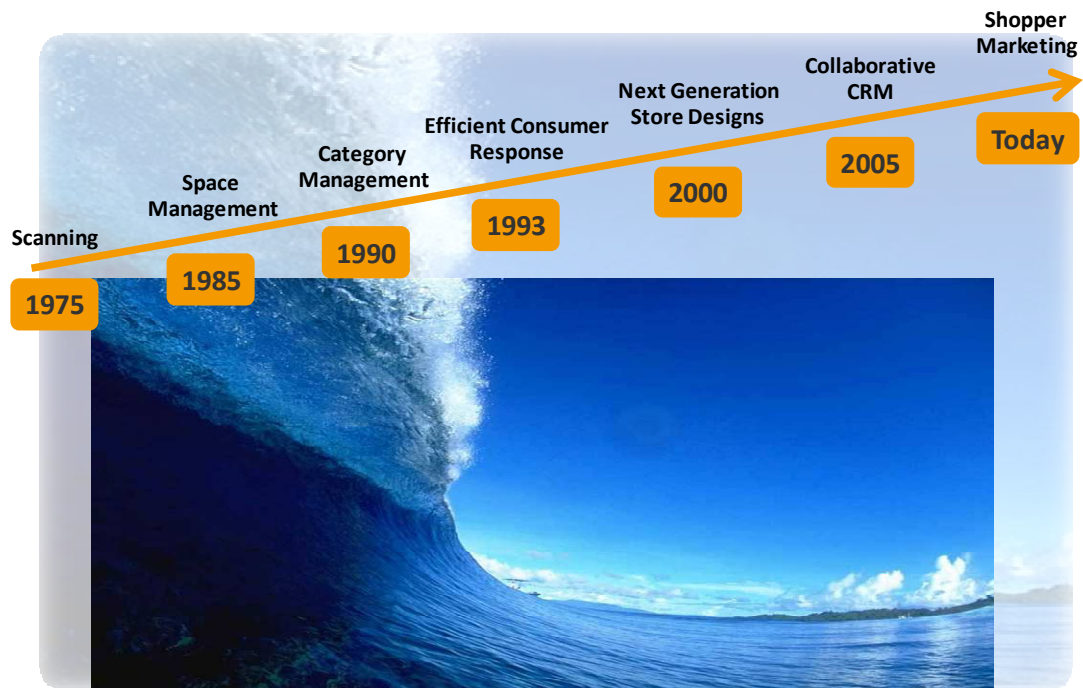 Shopper
Marketing
Collaborative
CRM
Next Generation
Store Designs
Efficient Consumer
Response
Category
Management
Space
Management
Scanning
Today
2005
2000
1993
1990
1985
1975